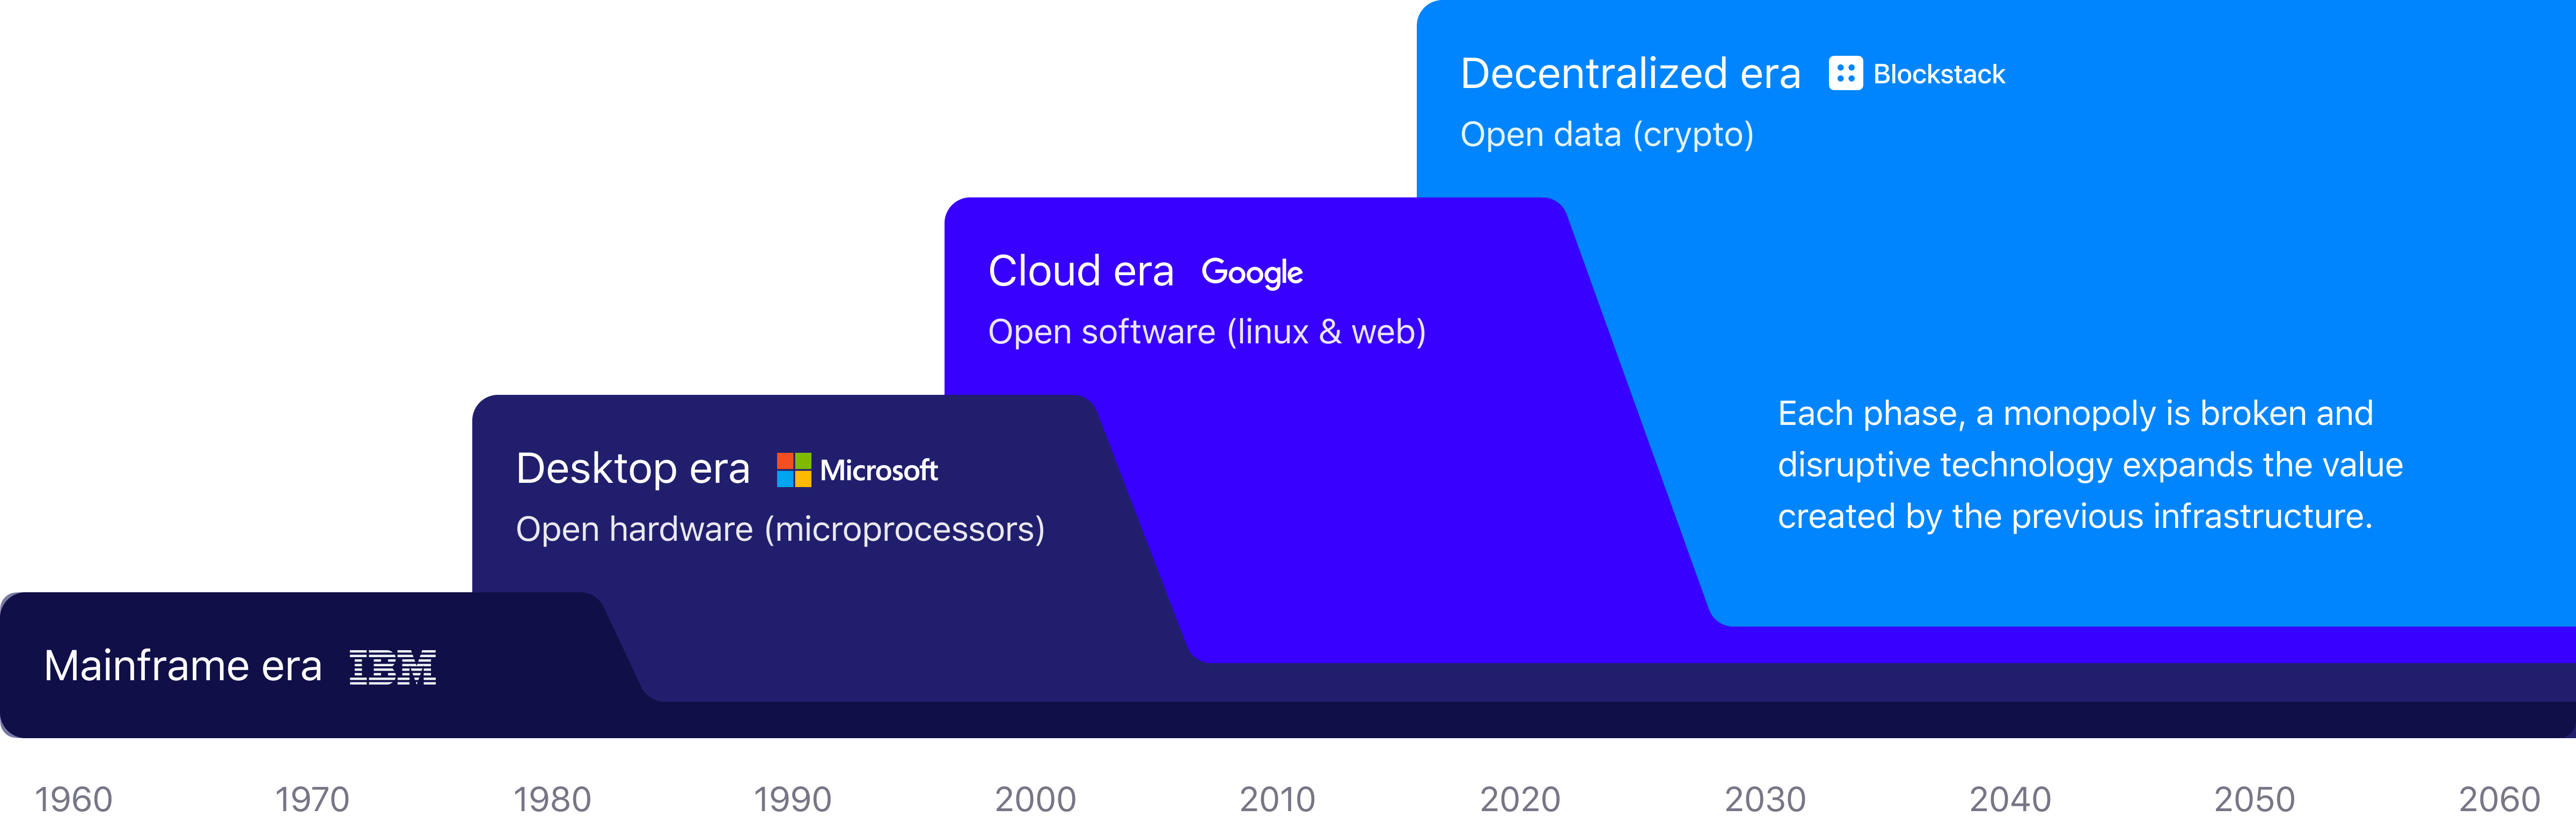 Decentralized era Blockstack
Open data (crypto)
Cloud era Google
Open software (linux & web)
Each phase, a monopoly is broken and
disruptive technology expands the value
created by the previous infrastructure.
Desktop era Microsoft
Open hardware (microprocessors)
Mainframe era IBM
1960 1970 1980 1990 2000 2010 2020 2030 2040 2050 2060